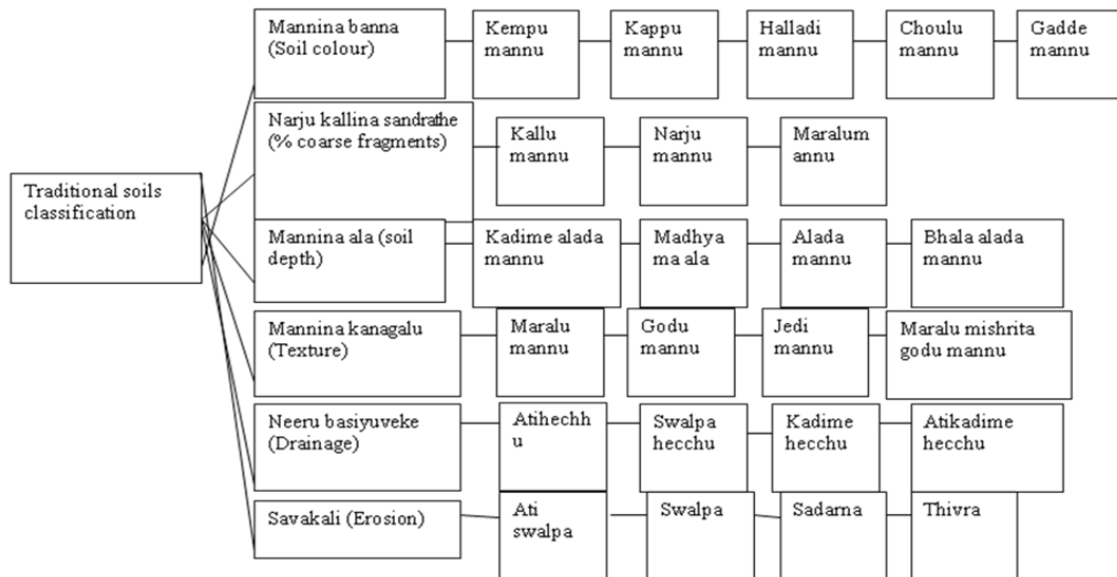 Traditional soils
classification
Mannina banna
(Soil colour)
Kempu
mannu
Kappu
mannu
Halladi
mannu
Choulu
mannu
Gadde
mannu
Narju kallina sandrathe
(% coarse fragments)
Kallu
mannu
Narju
mannu
Maralum
annu
Mannina ala (soil
depth)
Kadime alada
mannu
Madhya
ma ala
Alada
mannu
Bhala alada
mannu
Mannina kanagalu
(Texture)
Maralu
mannu
Godu
mannu
Jedi
mannu
Maralu mishrita
godu mannu
Neeru basiyuveke
(Drainage)
Atihechh
u
Swalpa
hecchu
Kadime
hecchu
Atikadime
hecchu
Savakali (Erosion)
Ati
swalpa
Swalpa
Sadarna
Thivra